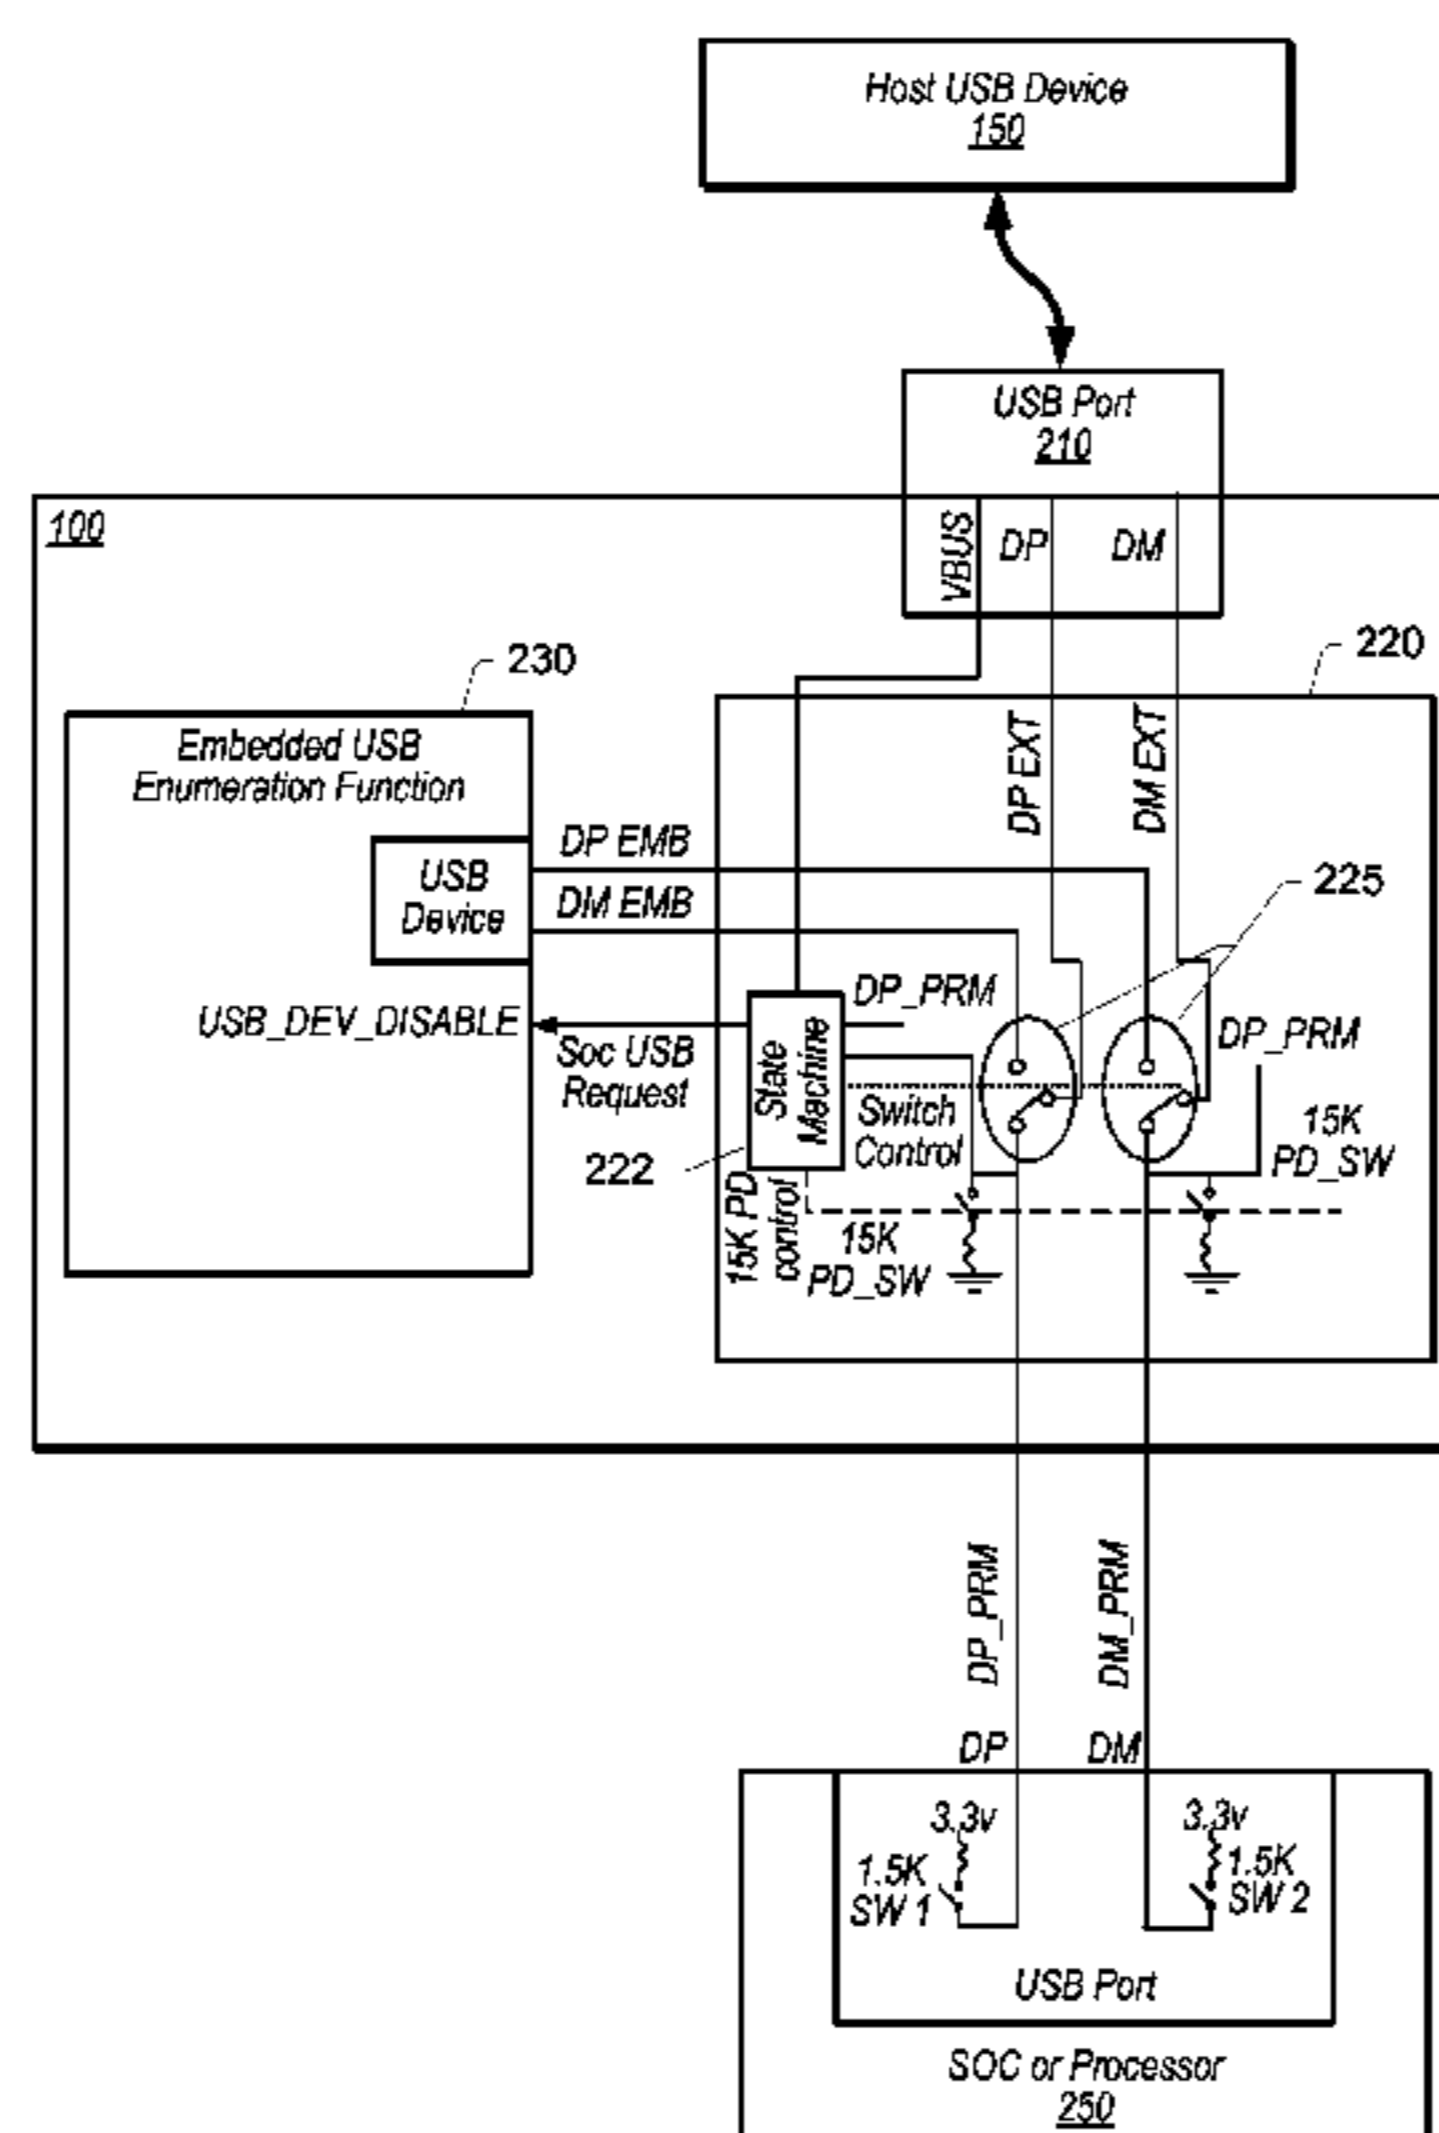 Host USB Device
150
USB Port
210
100
VBUS
DP
DM
230
220
Embedded USB
Enumeration Function
DP EXT
DM EXT
DP EMB
USB
Device
DM EMB
225
DP_PRM
USB_DEV_DISABLE
Soc USB
Request
State
Machine
DP_PRM
Switch
Control
15K
PD_SW
222
15K PD
control
15K
PD_SW
DP_PRM
DM_PRM
DP
DM
3.3v
3.3v
1.5K
SW 1
1.5K
SW 2
USB Port
SOC or Processor
250